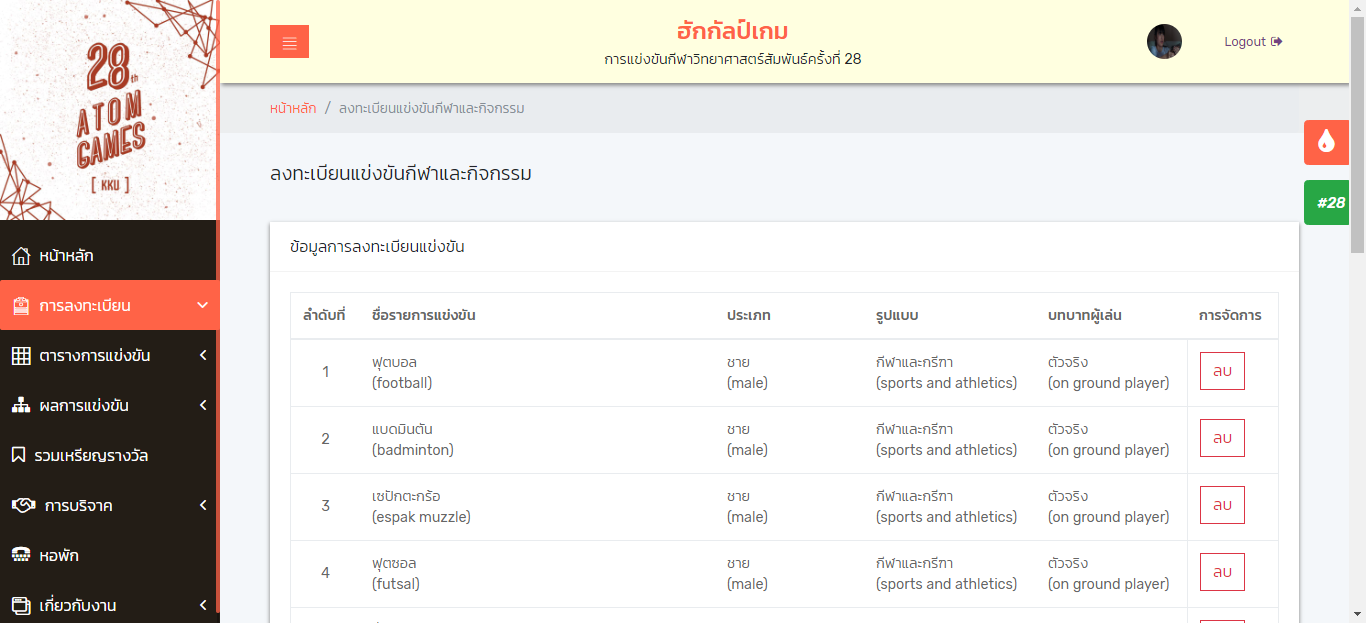 28th
ATOM
GAMES
[ KKU ]
หน้าหลัก
การลงทะเบียน
ตารางการแข่งขัน
ผลการแข่งขัน
รวมเหรียญรางวัล
การบริจาค
หอพัก
เกี่ยวกับงาน
ฮักกัลป์เกม
การแข่งขันกีฬาวิทยาศาสตร์สัมพันธ์ครั้งที่ 28
Logout
หน้าหลัก / ลงทะเบียนแข่งขันกีฬาและกิจกรรม
#28
ลงทะเบียนแข่งขันกีฬาและกิจกรรม
ข้อมูลการลงทะเบียนแข่งขัน
ลำดับที่ ชื่อรายการแข่งขัน ประเภท รูปแบบ บทบาทผู้เล่น การจัดการ
1 ฟุตบอล ชาย กีฬาและกรีฑา ตัวจริง ลบ
(football) (male) (sports and athletics) (on ground player)
2 แบดมินตัน ชาย กีฬาและกรีฑา ตัวจริง ลบ
(badminton) (male) (sports and athletics) (on ground player)
3 เซปักตะกร้อ ชาย กีฬาและกรีฑา ตัวจริง ลบ
(espak muzzle) (male) (sports and athletics) (on ground player)
4 ฟุตซอล ชาย กีฬาและกรีฑา ตัวจริง ลบ
(futsal) (male) (sports and athletics) (on ground player)